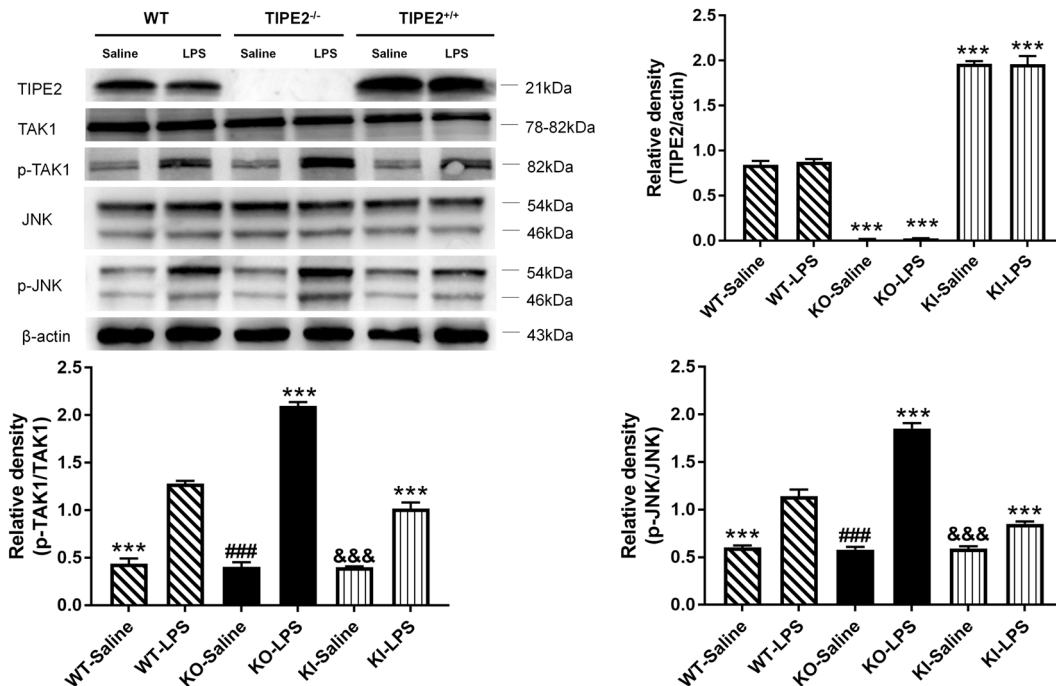 WT TIPE2-/- TIPE2+/+
Saline LPS Saline LPS Saline LPS
TIPE2 21kDa
TAK1 78-82kDa
p-TAK1 82kDa
JNK 54kDa
46kDa
p-JNK 54kDa
46kDa
β-actin 43kDa
Relative density
(TIPE2/actin)
2.5
2.0
1.5
1.0
0.5
0.0
*** *** *** ***
WT-Saline WT-LPS KO-Saline KO-LPS KI-Saline KI-LPS
Relative density
(p-TAK1/TAK1)
2.5
2.0
1.5
1.0
0.5
0.0
*** ### *** &&& ***
WT-Saline WT-LPS KO-Saline KO-LPS KI-Saline KI-LPS
Relative density
(p-JNK/JNK)
2.5
2.0
1.5
1.0
0.5
0.0
*** ### *** &&& ***
WT-Saline WT-LPS KO-Saline KO-LPS KI-Saline KI-LPS